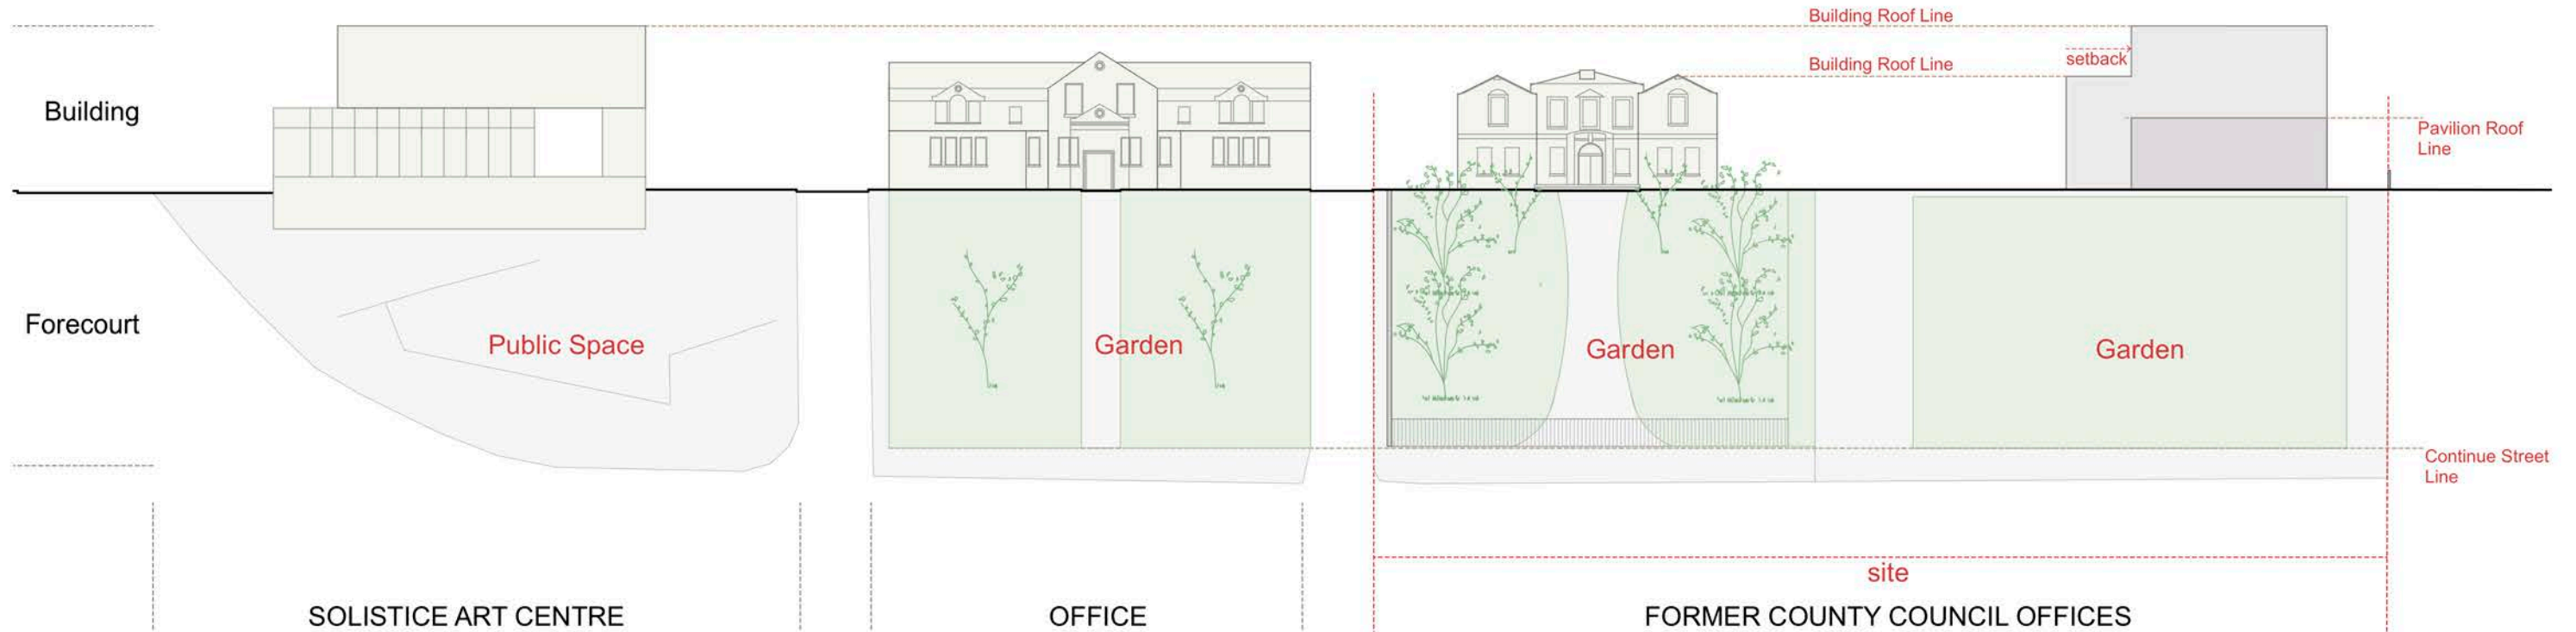 Building Roof Line
setback
Building Roof Line
Building
Pavilion Roof
Line
Forecourt
Public Space
Garden
Garden
Garden
Continue Street
Line
site
SOLISTICE ART CENTRE
OFFICE
FORMER COUNTY COUNCIL OFFICES